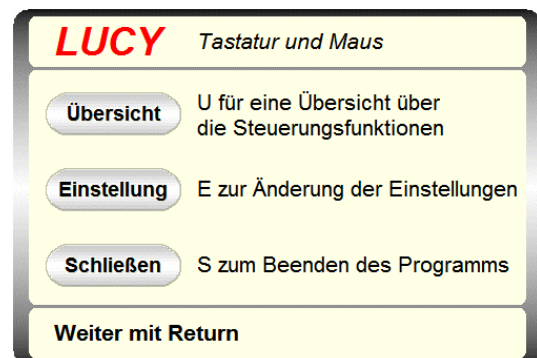 LUCY Tastatur und Maus
Übersicht U für eine Übersicht über
die Steuerungsfunktionen
Einstellung E zur Änderung der Einstellungen
Schließen S zum Beenden des Programms
Weiter mit Return